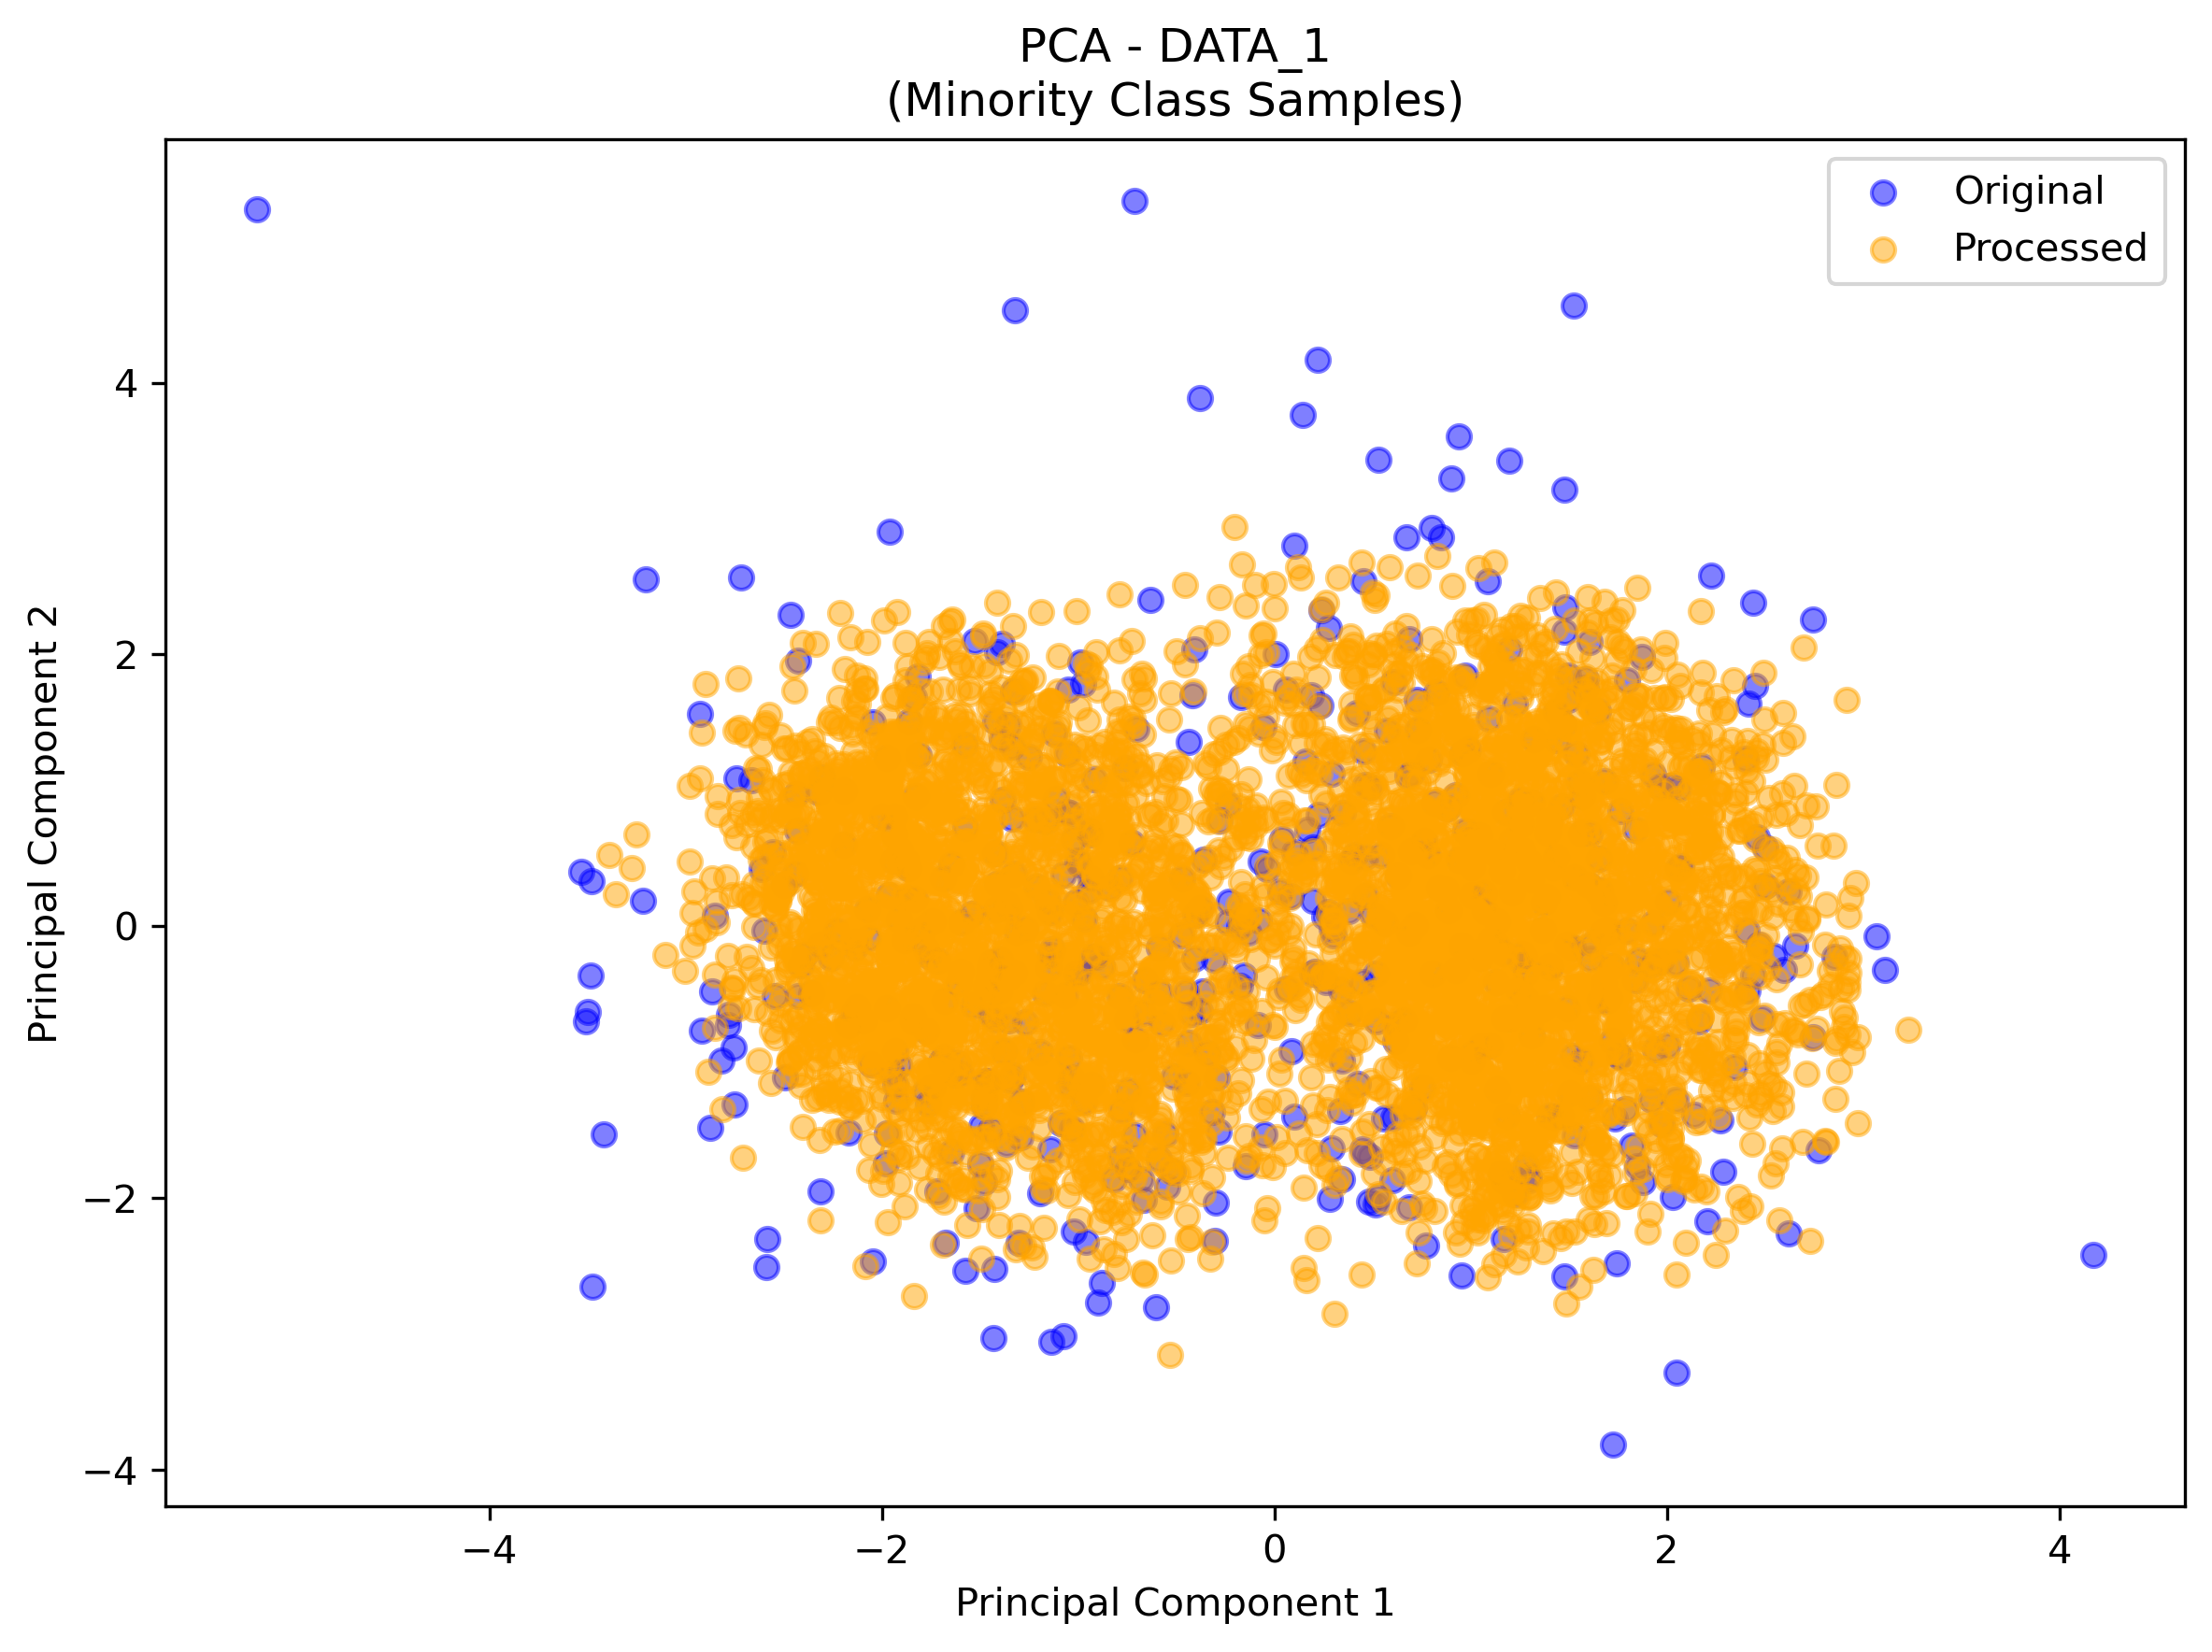 PCA - DATA_1
(Minority Class Samples)
Original
Processed
Principal Component 2
4
2
0
−2
−4
−4
−2
0
2
4
Principal Component 1